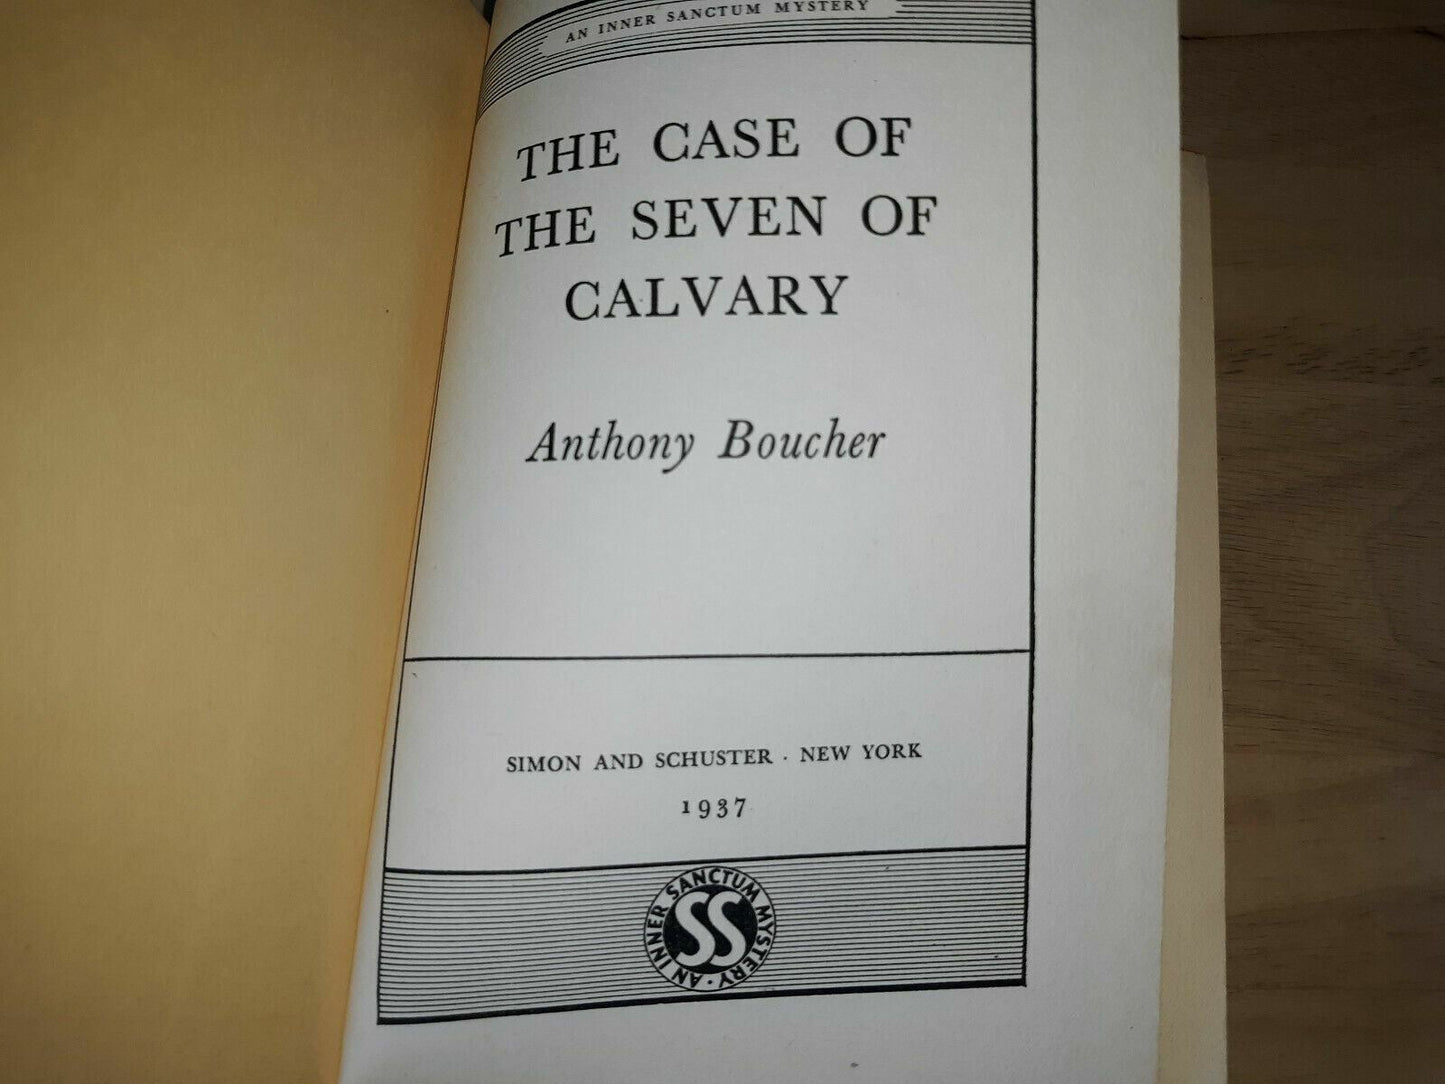 AN INNER SANCTUM MYSTERY
THE CASE OF
THE SEVEN OF
CALVARY
Anthony Boucher
SIMON AND SCHUSTER · NEW YORK
1937
AN INNER SANCTUM MYSTERY ·
SS